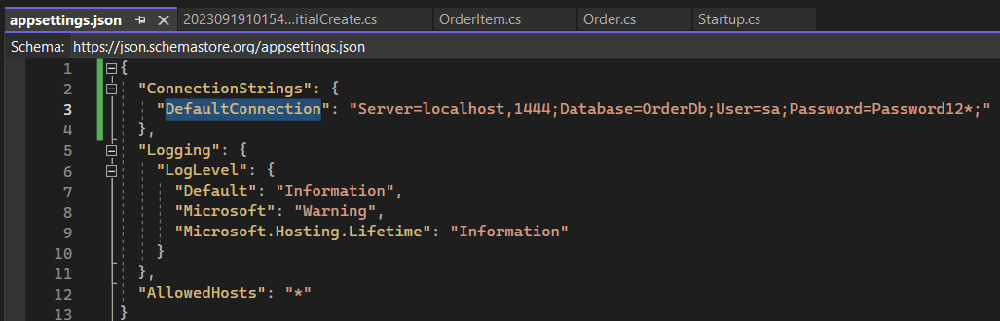 appsettings.json 2023091910154...itialCreate.cs OrderItem.cs Order.cs Startup.cs
Schema: https://json.schemastore.org/appsettings.json
1 {
2 "ConnectionStrings": {
3 "DefaultConnection": "Server=localhost,1444;Database=OrderDb;User=sa;Password=Password12*;"
4 },
5 "Logging": {
6 "LogLevel": {
7 "Default": "Information",
8 "Microsoft": "Warning",
9 "Microsoft.Hosting.Lifetime": "Information"
10 }
11 },
12 "AllowedHosts": "*"
13 }